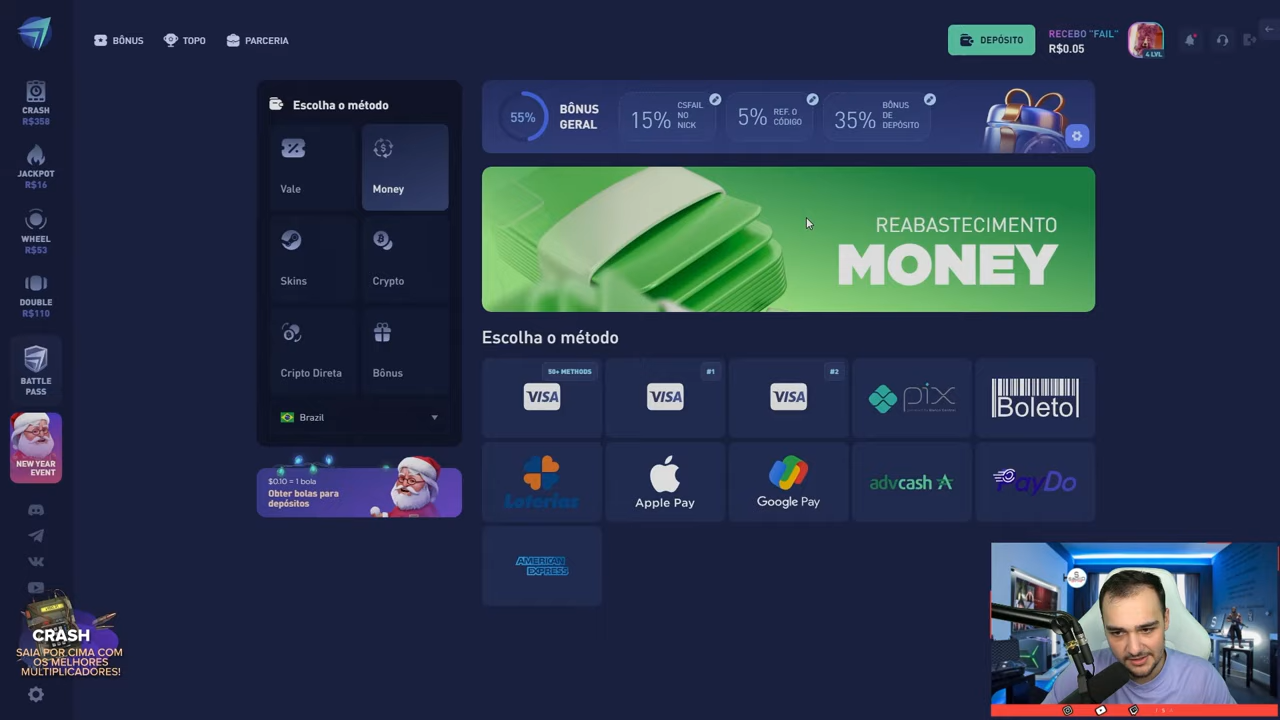 BÔNUS
TOPO
PARCERIA
DEPÓSITO
RECEBO "FAIL"
R$0.05
4 LVL
CRASH
R$358
JACKPOT
R$16
WHEEL
R$53
DOUBLE
R$110
BATTLE
PASS
NEW YEAR
EVENT
Escolha o método
Vale
Money
Skins
Crypto
Cripto Direta
Bônus
Brazil
$0.10 = 1 bola
Obter bolas para
depósitos
55%
BÔNUS
GERAL
15%
CSFAIL
NO
NICK
5%
REF. O
CÓDIGO
35%
BÔNUS
DE
DEPÓSITO
REABASTECIMENTO
MONEY
Escolha o método
50+ METHODS
VISA
#1
VISA
#2
VISA
pix
Boleto
Loterias
Apple Pay
Google Pay
advcash
PayDo
AMERICAN
EXPRESS
CRASH
SAIA POR CIMA COM
OS MELHORES
MULTIPLICADORES!